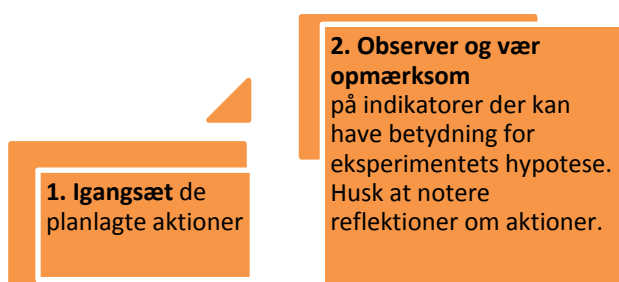 1. Igangsæt de
planlagte aktioner
2. Observer og vær
opmærksom
på indikatorer der kan
have betydning for
eksperimentets hypotese.
Husk at notere
reflektioner om aktioner.